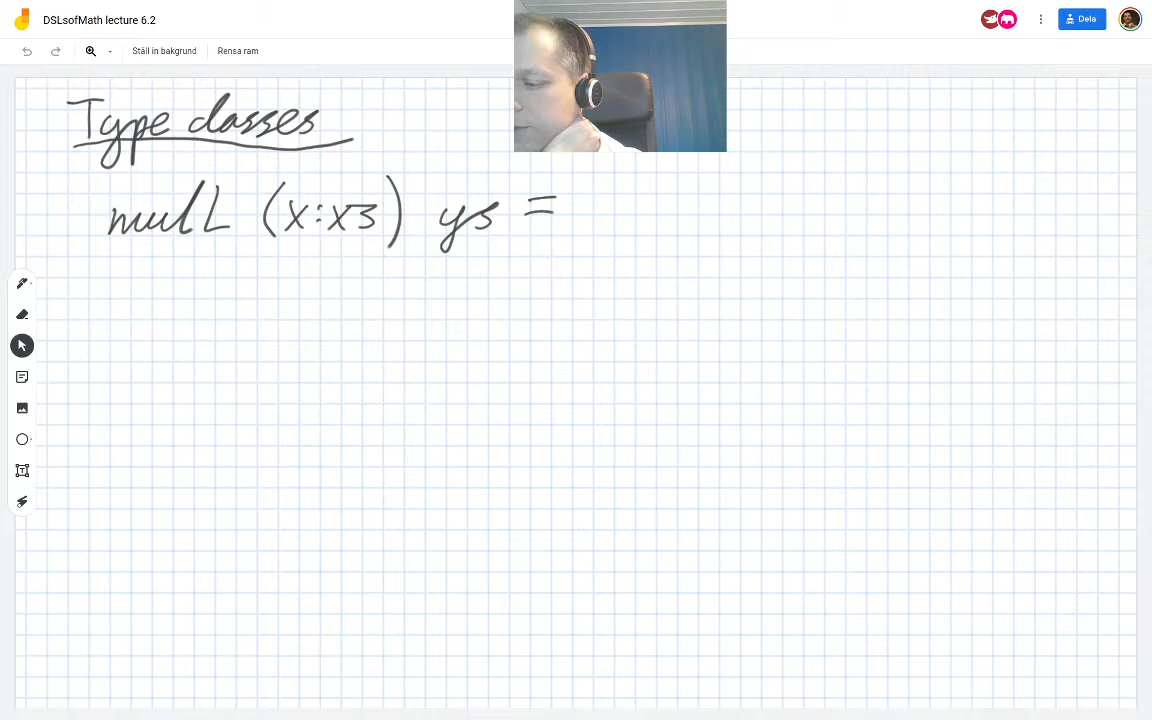 DSLsofMath lecture 6.2
Dela
Ställ in bakgrund
Rensa ram
Type classes
mulL (x:xs) ys =